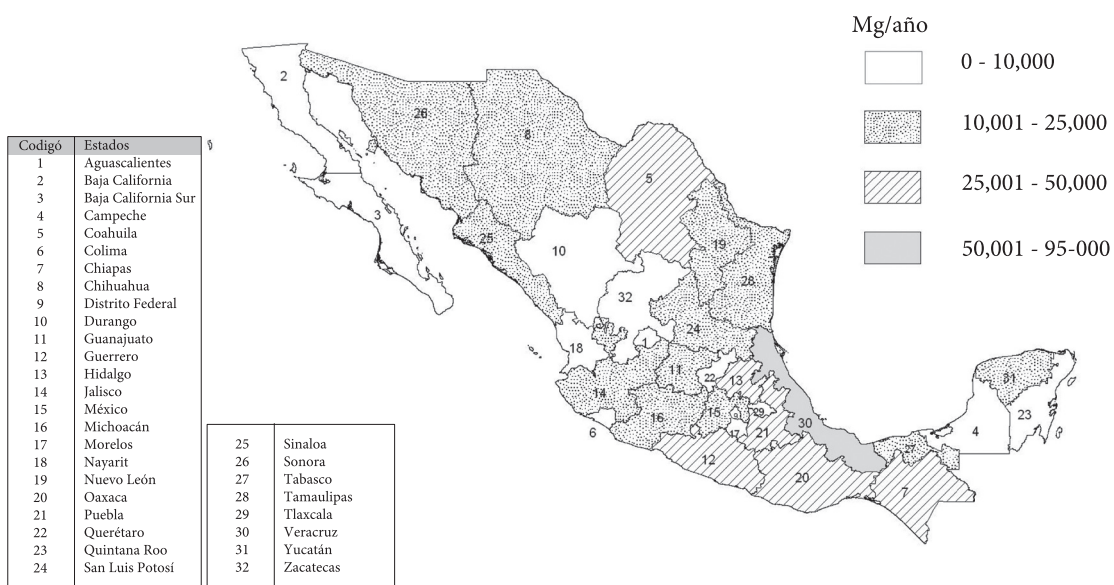 Mg/año
0 - 10,000
10,001 - 25,000
25,001 - 50,000
50,001 - 95-000
Codigó Estados
1 Aguascalientes
2 Baja California
3 Baja California Sur
4 Campeche
5 Coahuila
6 Colima
7 Chiapas
8 Chihuahua
9 Distrito Federal
10 Durango
11 Guanajuato
12 Guerrero
13 Hidalgo
14 Jalisco
15 México
16 Michoacán
17 Morelos
18 Nayarit
19 Nuevo León
20 Oaxaca
21 Puebla
22 Querétaro
23 Quintana Roo
24 San Luis Potosí
25 Sinaloa
26 Sonora
27 Tabasco
28 Tamaulipas
29 Tlaxcala
30 Veracruz
31 Yucatán
32 Zacatecas
2
26
8
5
3
25
10
19
28
32
24
18
1
14
11
22
13
31
16
15
9
29
23
6
17
21
30
4
27
12
20
7